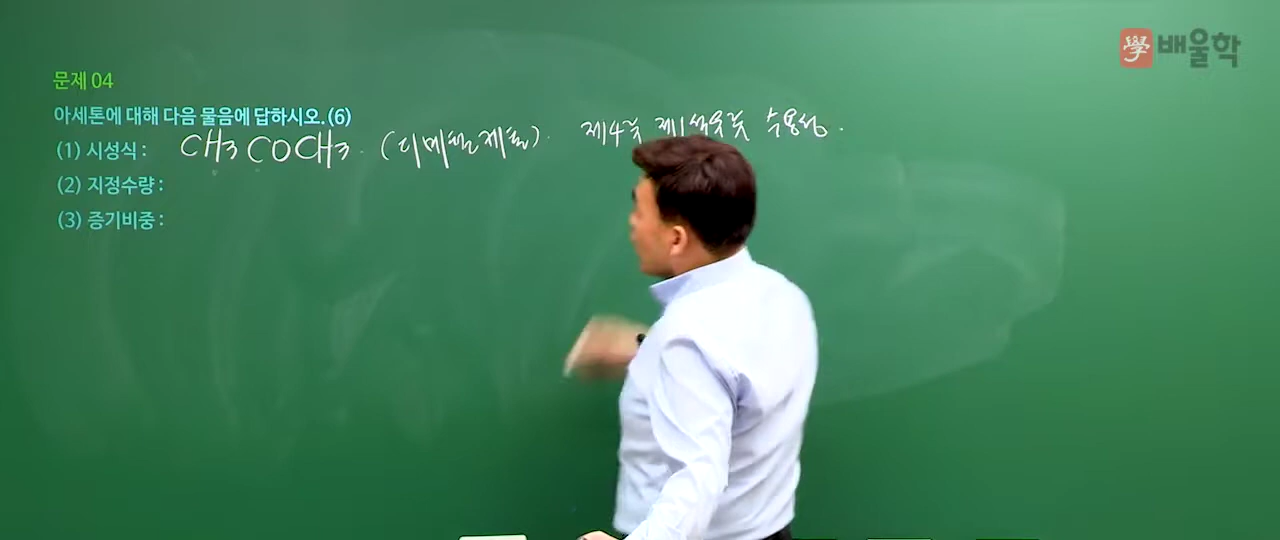 學 배울학
문제 04
아세톤에 대해 다음 물음에 답하시오.(6)
(1) 시성식 : CH3COCH3. (디메틸케톤). 제4류 제1석유류 수용성.
(2) 지정수량 :
(3) 증기비중 :